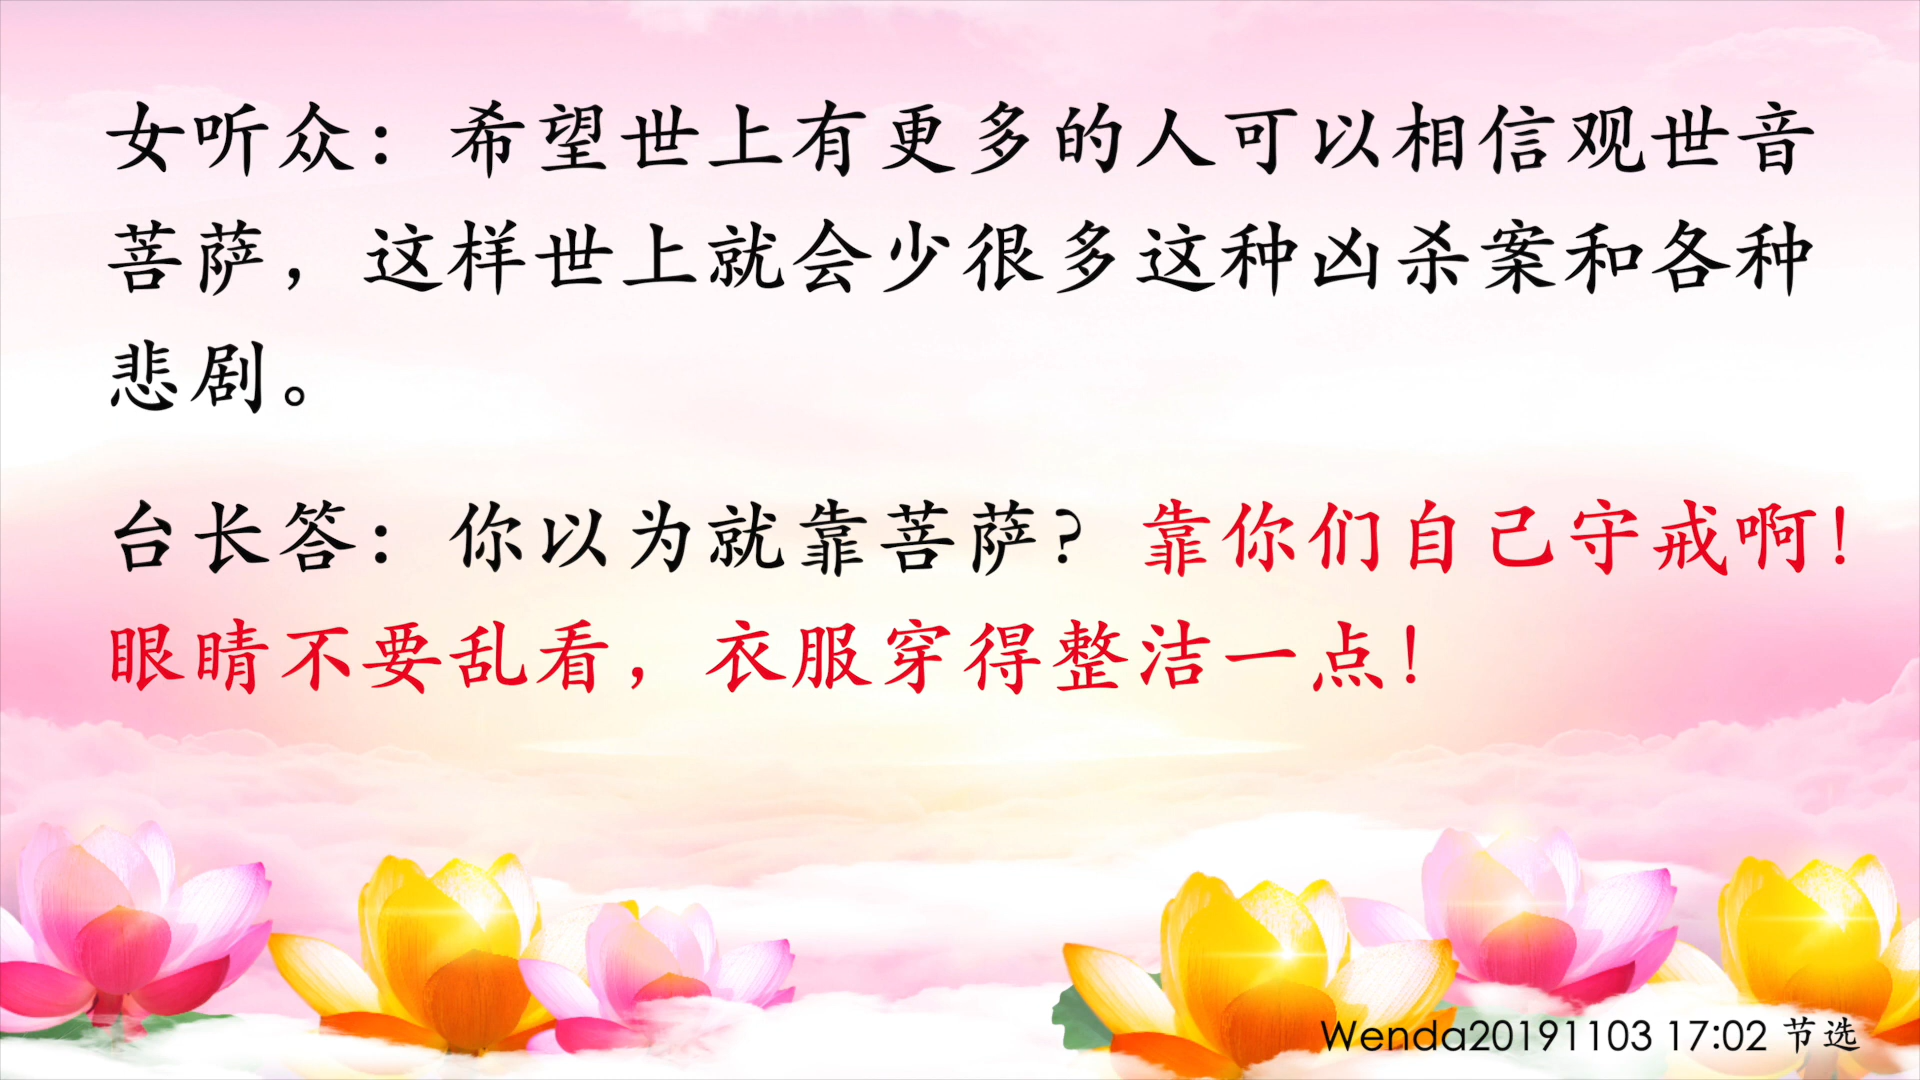 女听众：希望世上有更多的人可以相信观世音
菩萨，这样世上就会少很多这种凶杀案和各种
悲剧。
台长答：你以为就靠菩萨？靠你们自己守戒啊！
眼睛不要乱看，衣服穿得整洁一点！
Wenda20191103 17:02 节选